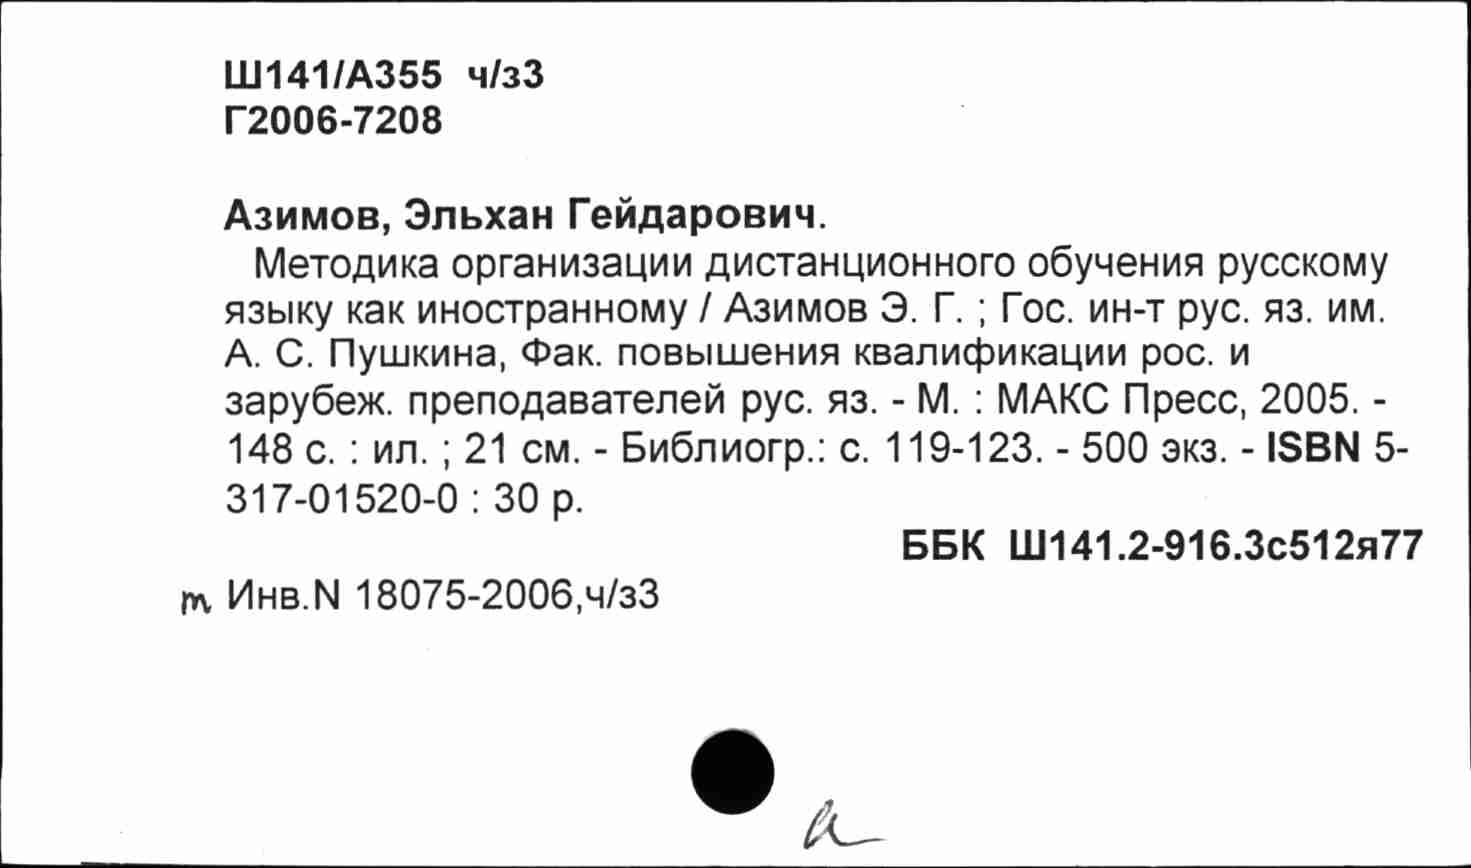 Ш141/А355 ч/з3
Г2006-7208
Азимов, Эльхан Гейдарович.
Методика организации дистанционного обучения русскому
языку как иностранному / Азимов Э. Г. ; Гос. ин-т рус. яз. им.
А. С. Пушкина, Фак. повышения квалификации рос. и
зарубеж. преподавателей рус. яз. - М. : МАКС Пресс, 2005. -
148 с. : ил. ; 21 см. - Библиогр.: с. 119-123. - 500 экз. - ISBN 5-
317-01520-0 : 30 р.
ББК Ш141.2-916.3с512я77
т Инв.N 18075-2006,ч/з3